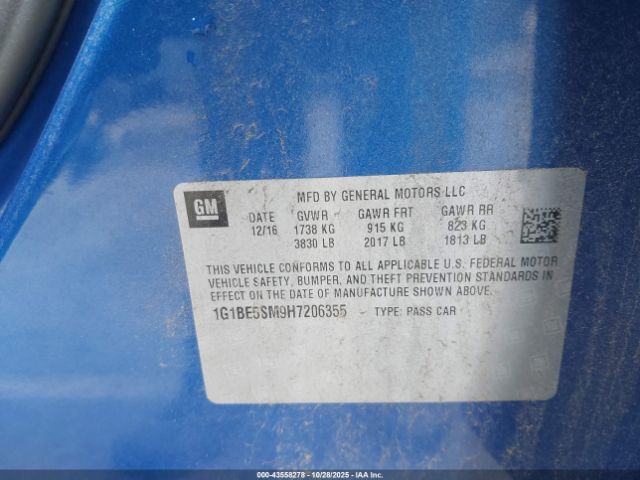 GM
MFD BY GENERAL MOTORS LLC
DATE GVWR GAWR FRT GAWR RR
12/16 1738 KG 915 KG 823 KG
3830 LB 2017 LB 1813 LB
THIS VEHICLE CONFORMS TO ALL APPLICABLE U.S. FEDERAL MOTOR
VEHICLE SAFETY, BUMPER, AND THEFT PREVENTION STANDARDS IN
EFFECT ON THE DATE OF MANUFACTURE SHOWN ABOVE.
1G1BE5SM9H7206355 TYPE: PASS CAR
000-43558278 - 10/28/2025 - IAA Inc.